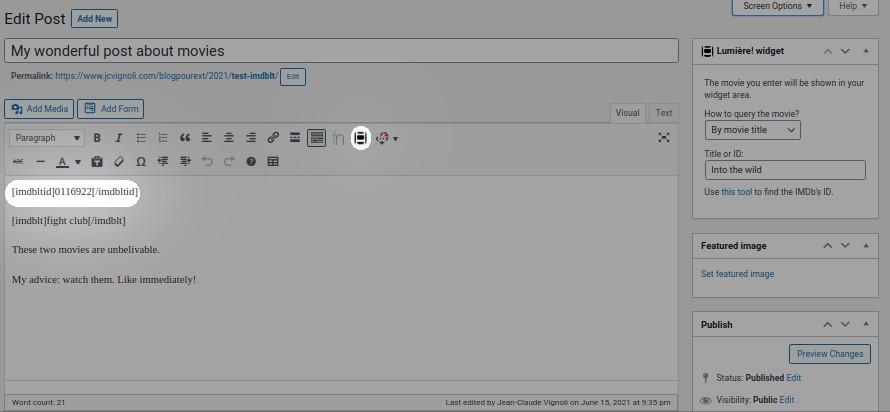 Edit Post Add New
Screen Options ▼ Help ▼
My wonderful post about movies
Permalink: https://www.jcvignoli.com/blogpourext/2021/test-imdblt/ Edit
Add Media Add Form
Visual Text
Paragraph
B I
ABC A Ω
[imdbltid]0116922[/imdbltid]
[imdblt]fight club[/imdblt]
These two movies are unbelivable.
My advice: watch them. Like immediately!
Word count: 21
Last edited by Jean-Claude Vignoli on June 15, 2021 at 9:35 pm
Lumière! widget
The movie you enter will be shown in your
widget area.
How to query the movie?
By movie title
Title or ID:
Into the wild
Use this tool to find the IMDb's ID.
Featured image
Set featured image
Publish
Preview Changes
Status: Published Edit
Visibility: Public Edit